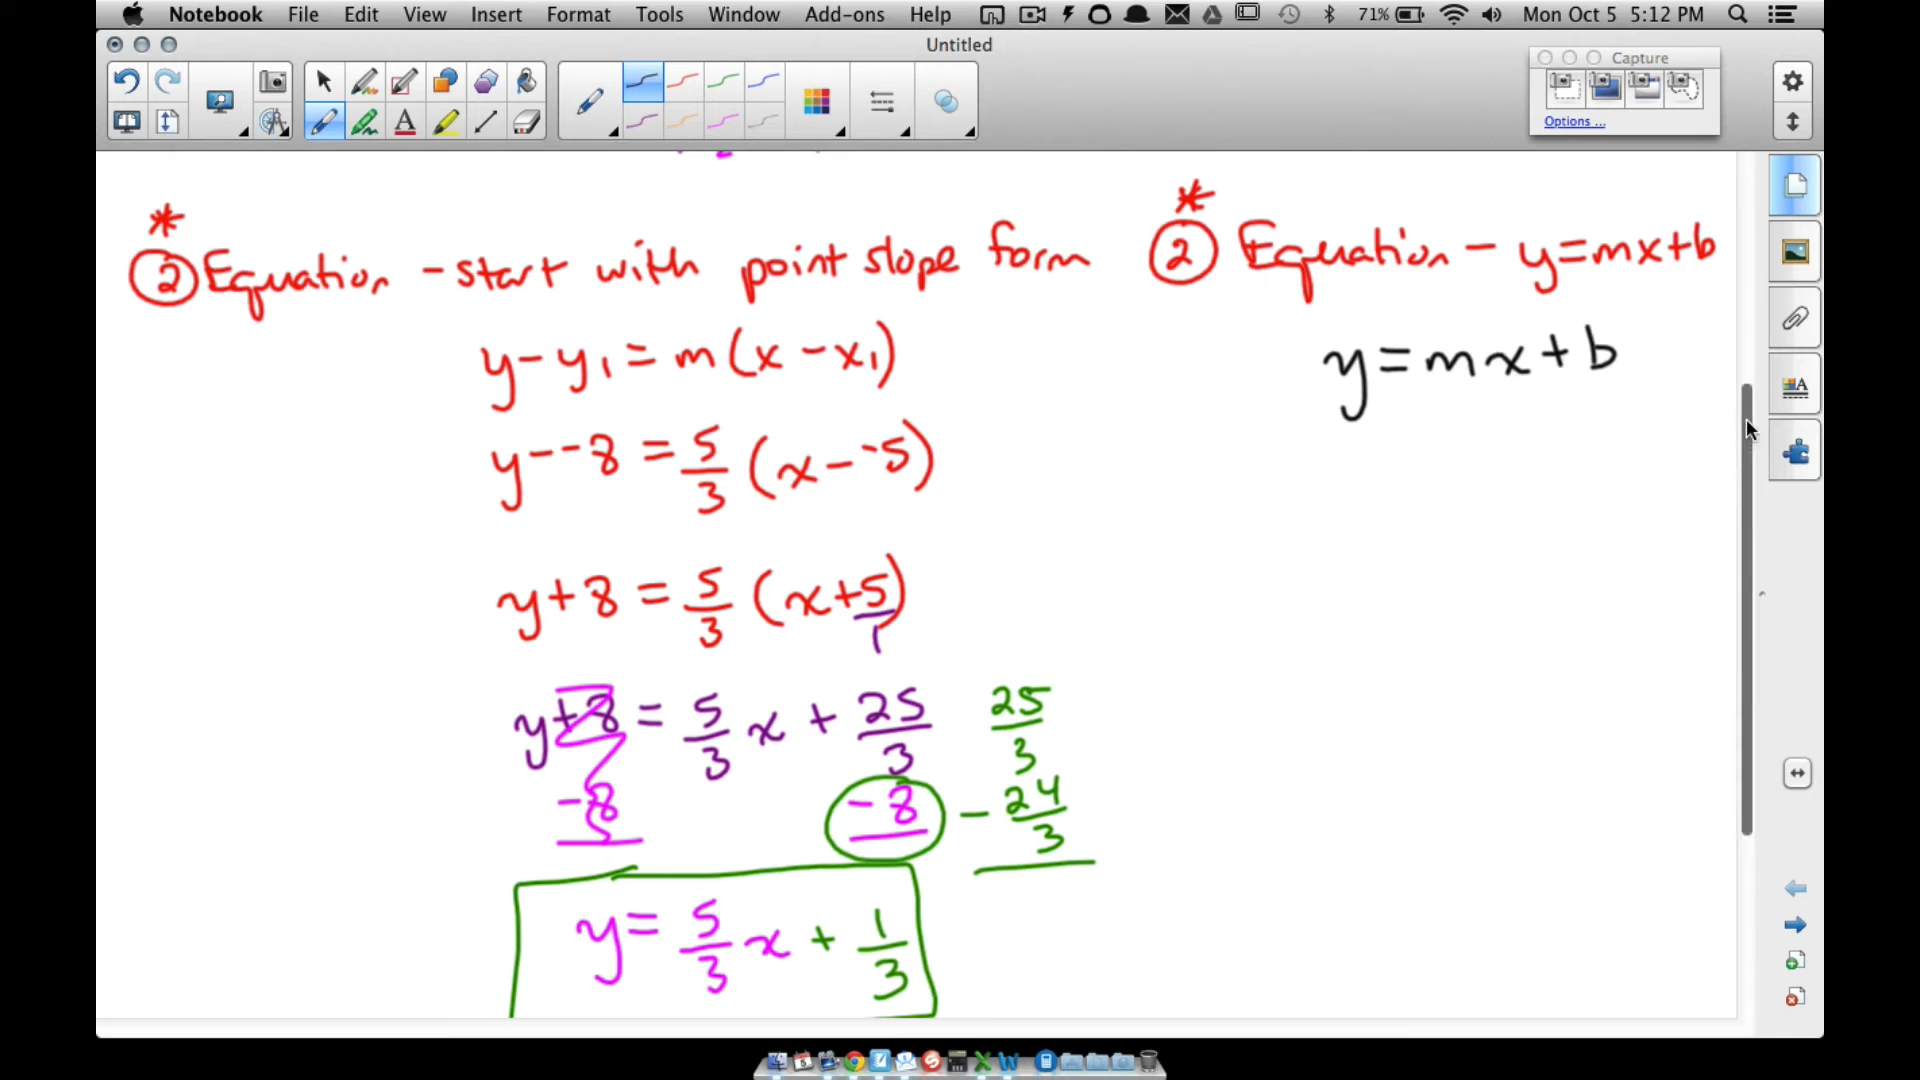 Notebook File Edit View Insert Format Tools Window Add-ons Help 71% Mon Oct 5 5:12 PM
Untitled
Capture
Options ...
* ② Equation - start with point slope form
y - y₁ = m(x - x₁)
y - -8 = 5/3 (x - -5)
y + 8 = 5/3 (x + 5/1)
y + 8 = 5/3 x + 25/3
-8 -8
25/3
- 24/3
y = 5/3 x + 1/3
* ② Equation - y=mx+b
y = mx + b